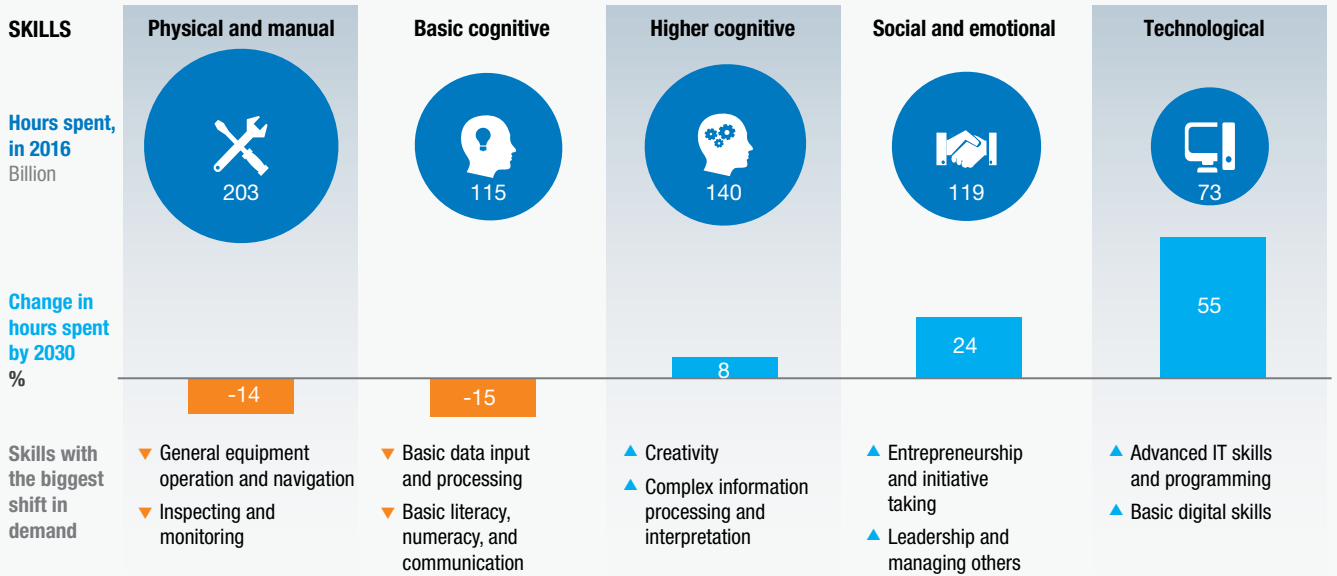 SKILLS
Physical and manual
Basic cognitive
Higher cognitive
Social and emotional
Technological
Hours spent,
in 2016
Billion
203
115
140
119
73
Change in
hours spent
by 2030
%
-14
-15
8
24
55
Skills with
the biggest
shift in
demand
General equipment
operation and navigation
Inspecting and
monitoring
Basic data input
and processing
Basic literacy,
numeracy, and
communication
Creativity
Complex information
processing and
interpretation
Entrepreneurship
and initiative
taking
Leadership and
managing others
Advanced IT skills
and programming
Basic digital skills